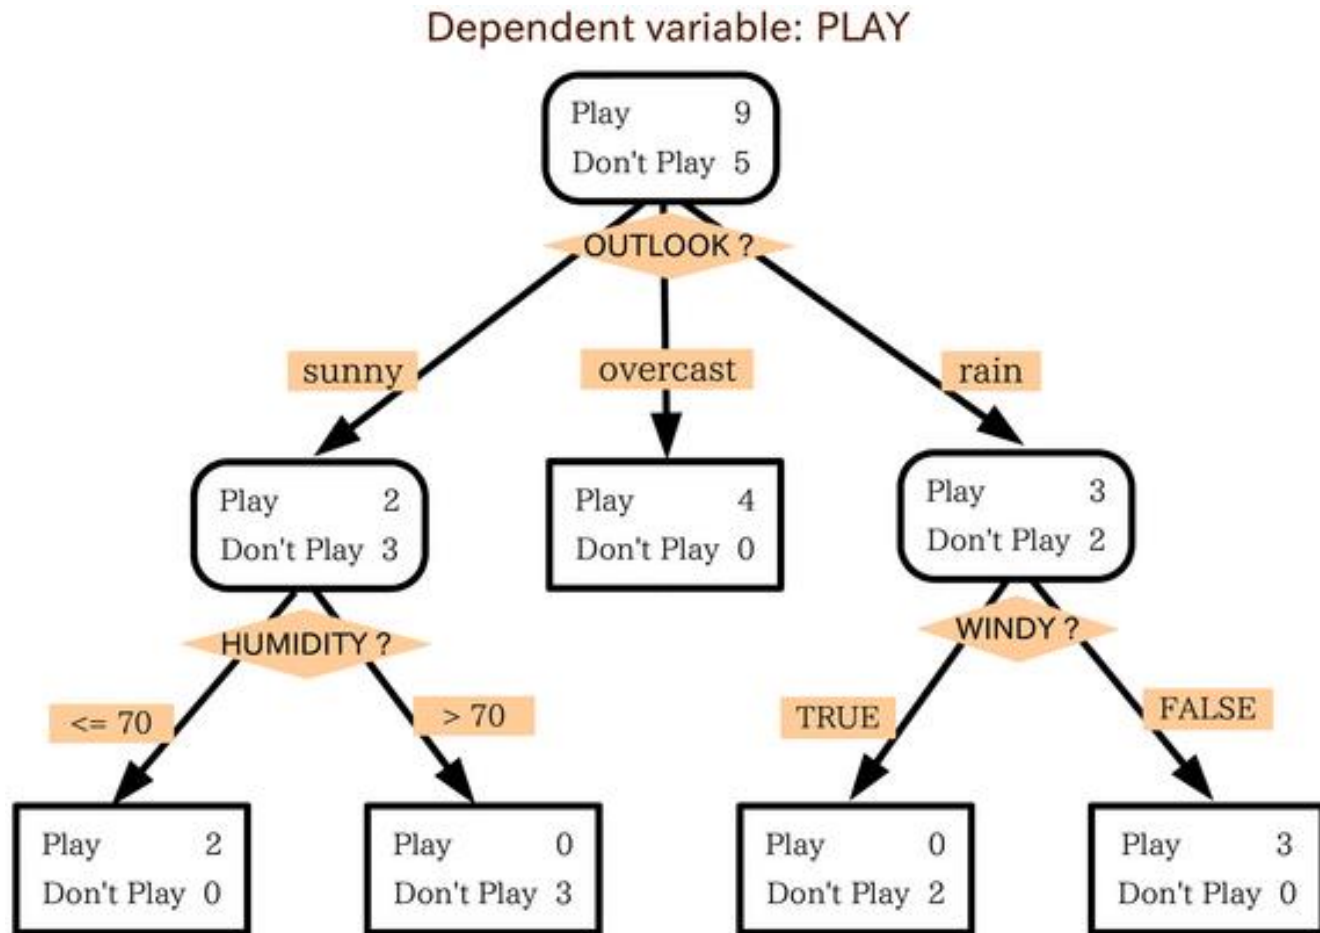 Dependent variable: PLAY
Play 9
Don't Play 5
OUTLOOK ?
sunny
overcast
rain
Play 2
Don't Play 3
Play 4
Don't Play 0
Play 3
Don't Play 2
HUMIDITY ?
WINDY ?
<= 70
> 70
TRUE
FALSE
Play 2
Don't Play 0
Play 0
Don't Play 3
Play 0
Don't Play 2
Play 3
Don't Play 0